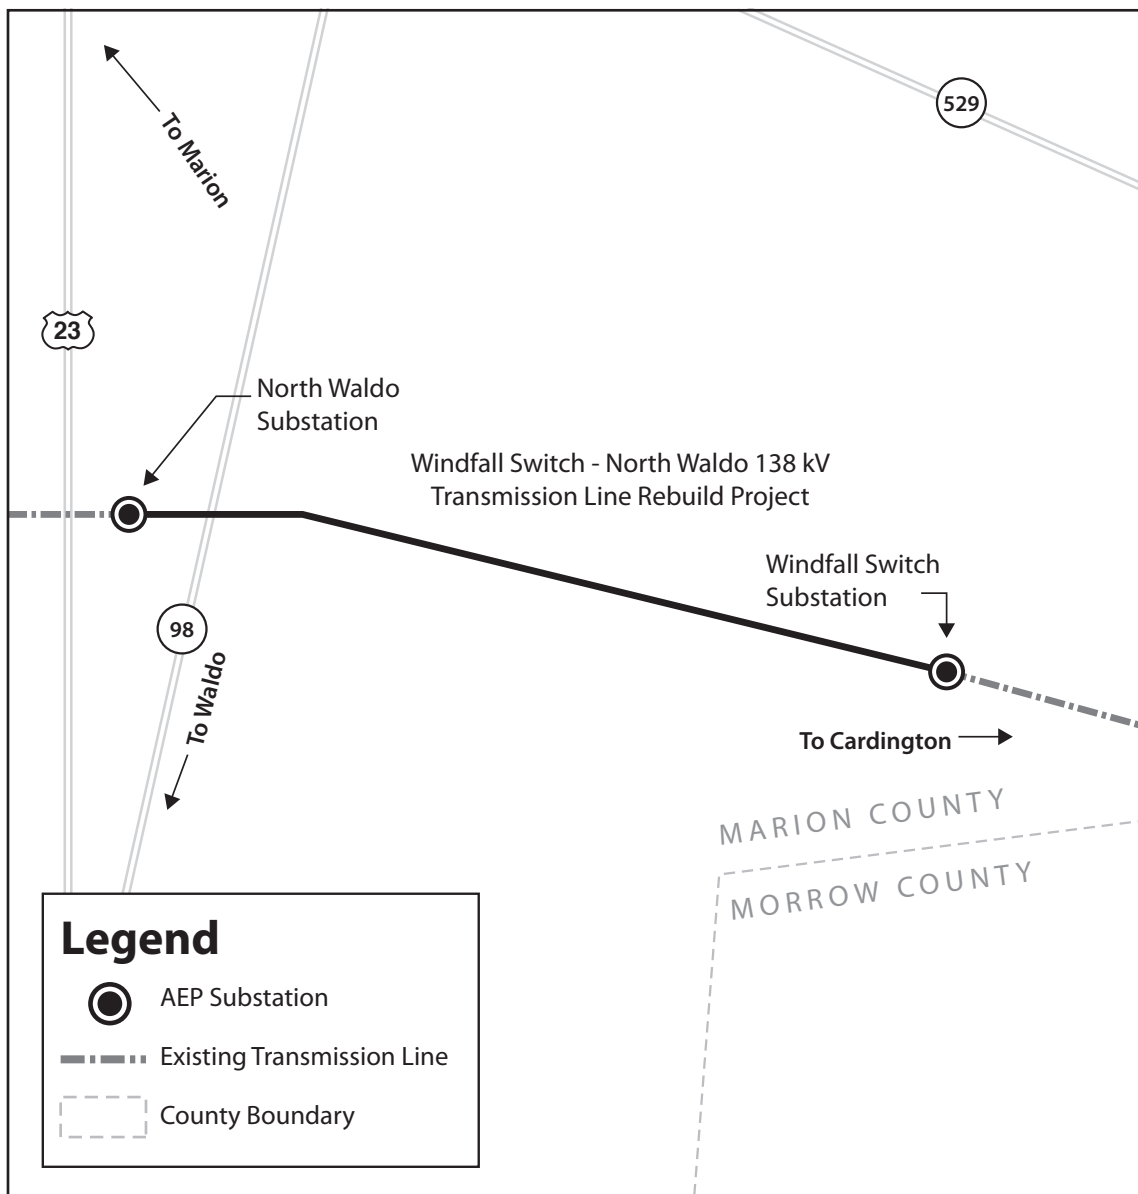 529
To Marion
23
North Waldo
Substation
Windfall Switch - North Waldo 138 kV
Transmission Line Rebuild Project
Windfall Switch
Substation
98
To Waldo
To Cardington
MARION COUNTY
MORROW COUNTY
Legend
AEP Substation
Existing Transmission Line
County Boundary